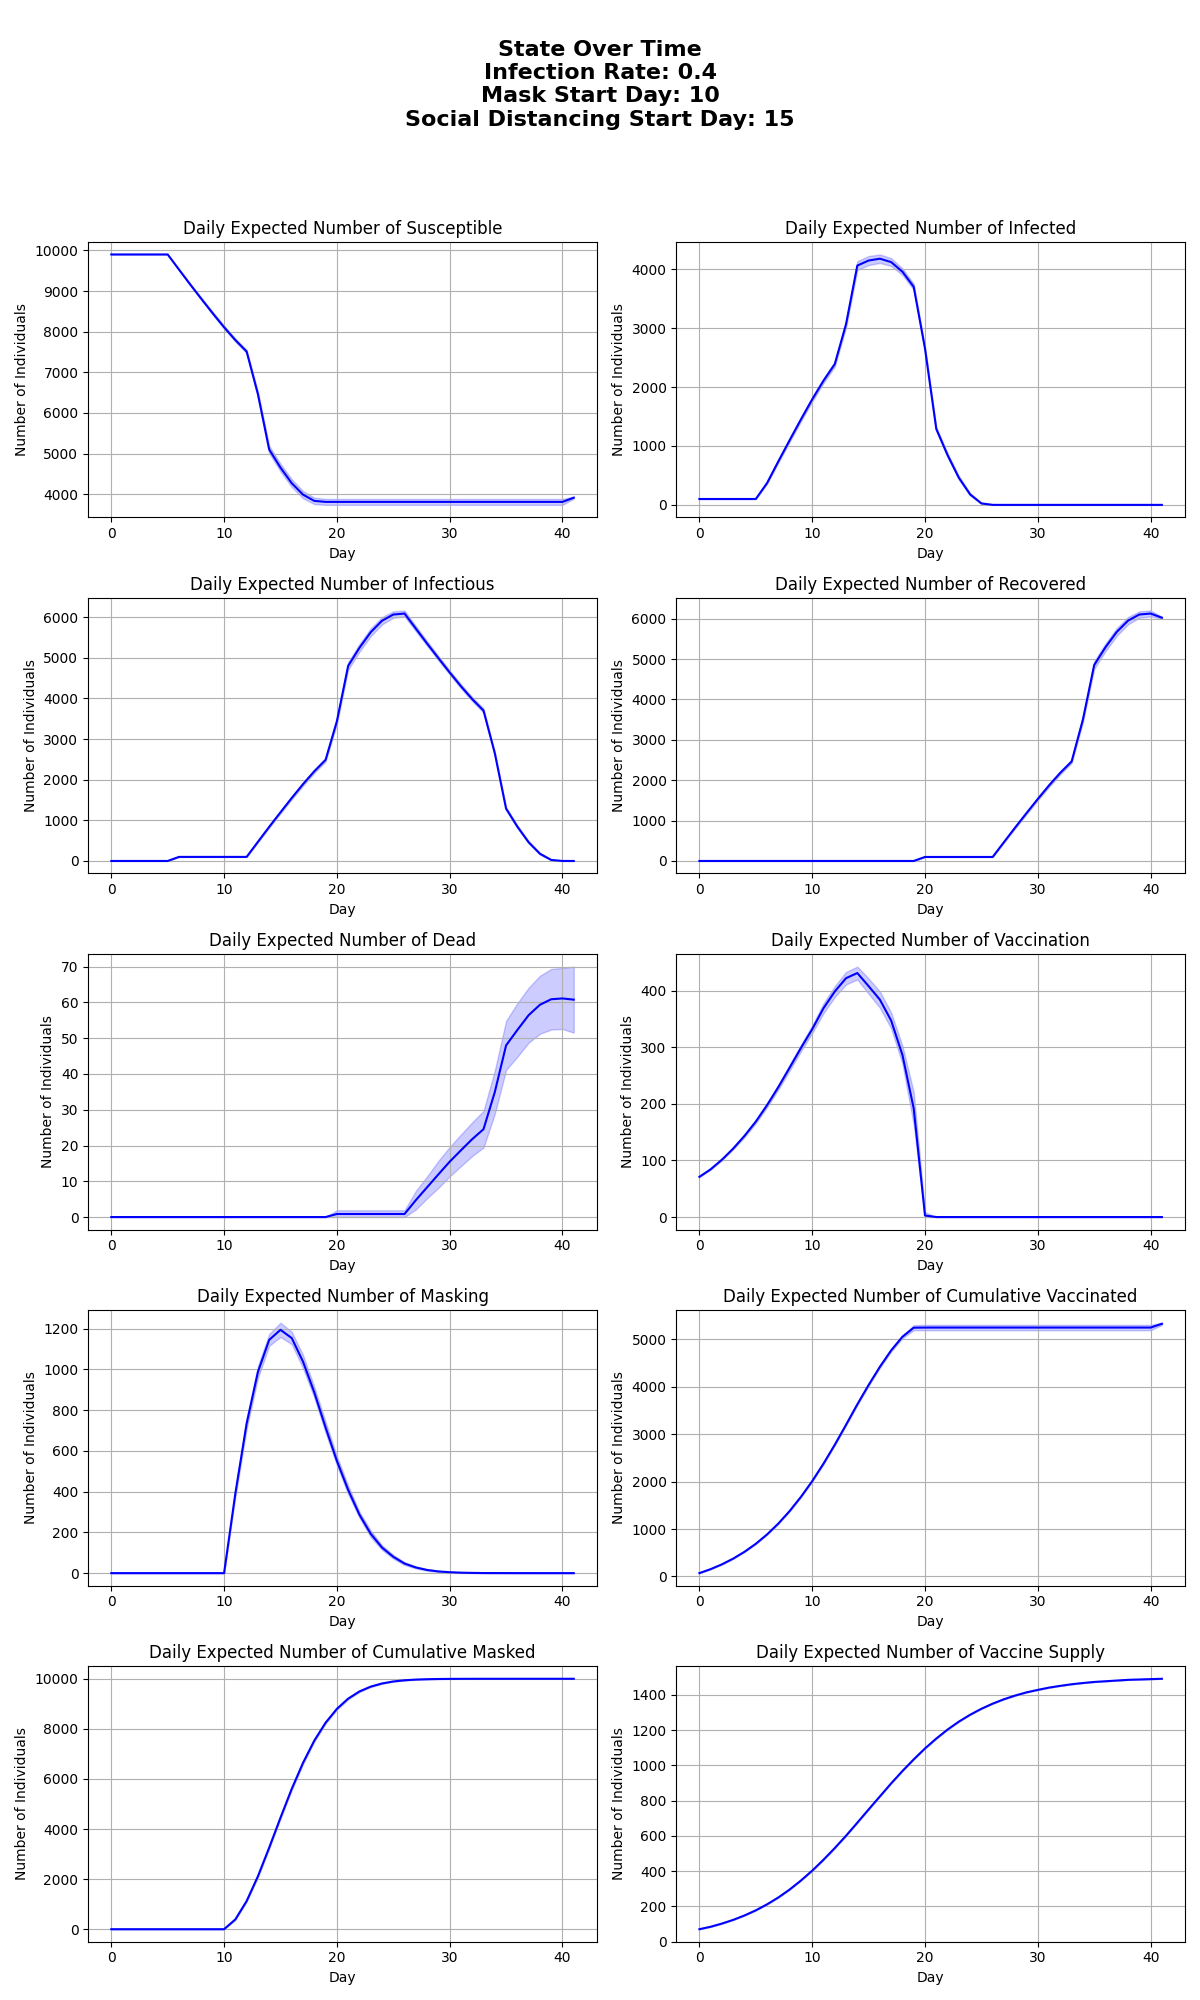 State Over Time
Infection Rate: 0.4
Mask Start Day: 10
Social Distancing Start Day: 15
Daily Expected Number of Susceptible
Number of Individuals
10000
9000
8000
7000
6000
5000
4000
0 10 20 30 40
Day
Daily Expected Number of Infected
Number of Individuals
4000
3000
2000
1000
0
0 10 20 30 40
Day
Daily Expected Number of Infectious
Number of Individuals
6000
5000
4000
3000
2000
1000
0
0 10 20 30 40
Day
Daily Expected Number of Recovered
Number of Individuals
6000
5000
4000
3000
2000
1000
0
0 10 20 30 40
Day
Daily Expected Number of Dead
Number of Individuals
70
60
50
40
30
20
10
0
0 10 20 30 40
Day
Daily Expected Number of Vaccination
Number of Individuals
400
300
200
100
0
0 10 20 30 40
Day
Daily Expected Number of Masking
Number of Individuals
1200
1000
800
600
400
200
0
0 10 20 30 40
Day
Daily Expected Number of Cumulative Vaccinated
Number of Individuals
5000
4000
3000
2000
1000
0
0 10 20 30 40
Day
Daily Expected Number of Cumulative Masked
Number of Individuals
10000
8000
6000
4000
2000
0
0 10 20 30 40
Day
Daily Expected Number of Vaccine Supply
Number of Individuals
1400
1200
1000
800
600
400
200
0
0 10 20 30 40
Day